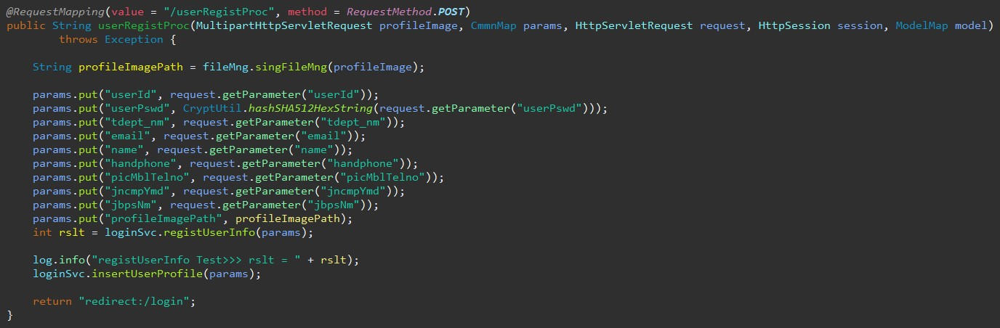 @RequestMapping(value = "/userRegistProc", method = RequestMethod.POST)
public String userRegistProc(MultipartHttpServletRequest profileImage, CmmnMap params, HttpServletRequest request, HttpSession session, ModelMap model)
throws Exception {
String profileImagePath = fileMng.singFileMng(profileImage);
params.put("userId", request.getParameter("userId"));
params.put("userPswd", CryptUtil.hashSHA512HexString(request.getParameter("userPswd")));
params.put("tdept_nm", request.getParameter("tdept_nm"));
params.put("email", request.getParameter("email"));
params.put("name", request.getParameter("name"));
params.put("handphone", request.getParameter("handphone"));
params.put("picMblTelno", request.getParameter("picMblTelno"));
params.put("jncmpYmd", request.getParameter("jncmpYmd"));
params.put("jbpsNm", request.getParameter("jbpsNm"));
params.put("profileImagePath", profileImagePath);
int rslt = loginSvc.registUserInfo(params);
log.info("registUserInfo Test>>> rslt = " + rslt);
loginSvc.insertUserProfile(params);
return "redirect:/login";
}